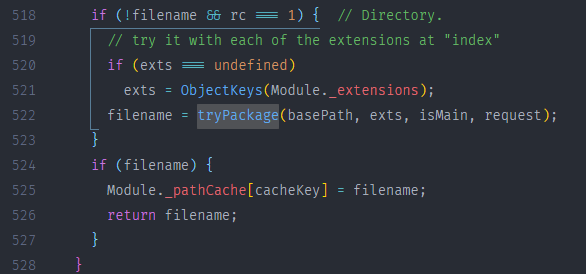 518 if (!filename && rc === 1) { // Directory.
519 // try it with each of the extensions at "index"
520 if (exts === undefined)
521 exts = ObjectKeys(Module._extensions);
522 filename = tryPackage(basePath, exts, isMain, request);
523 }
524 if (filename) {
525 Module._pathCache[cacheKey] = filename;
526 return filename;
527 }
528 }